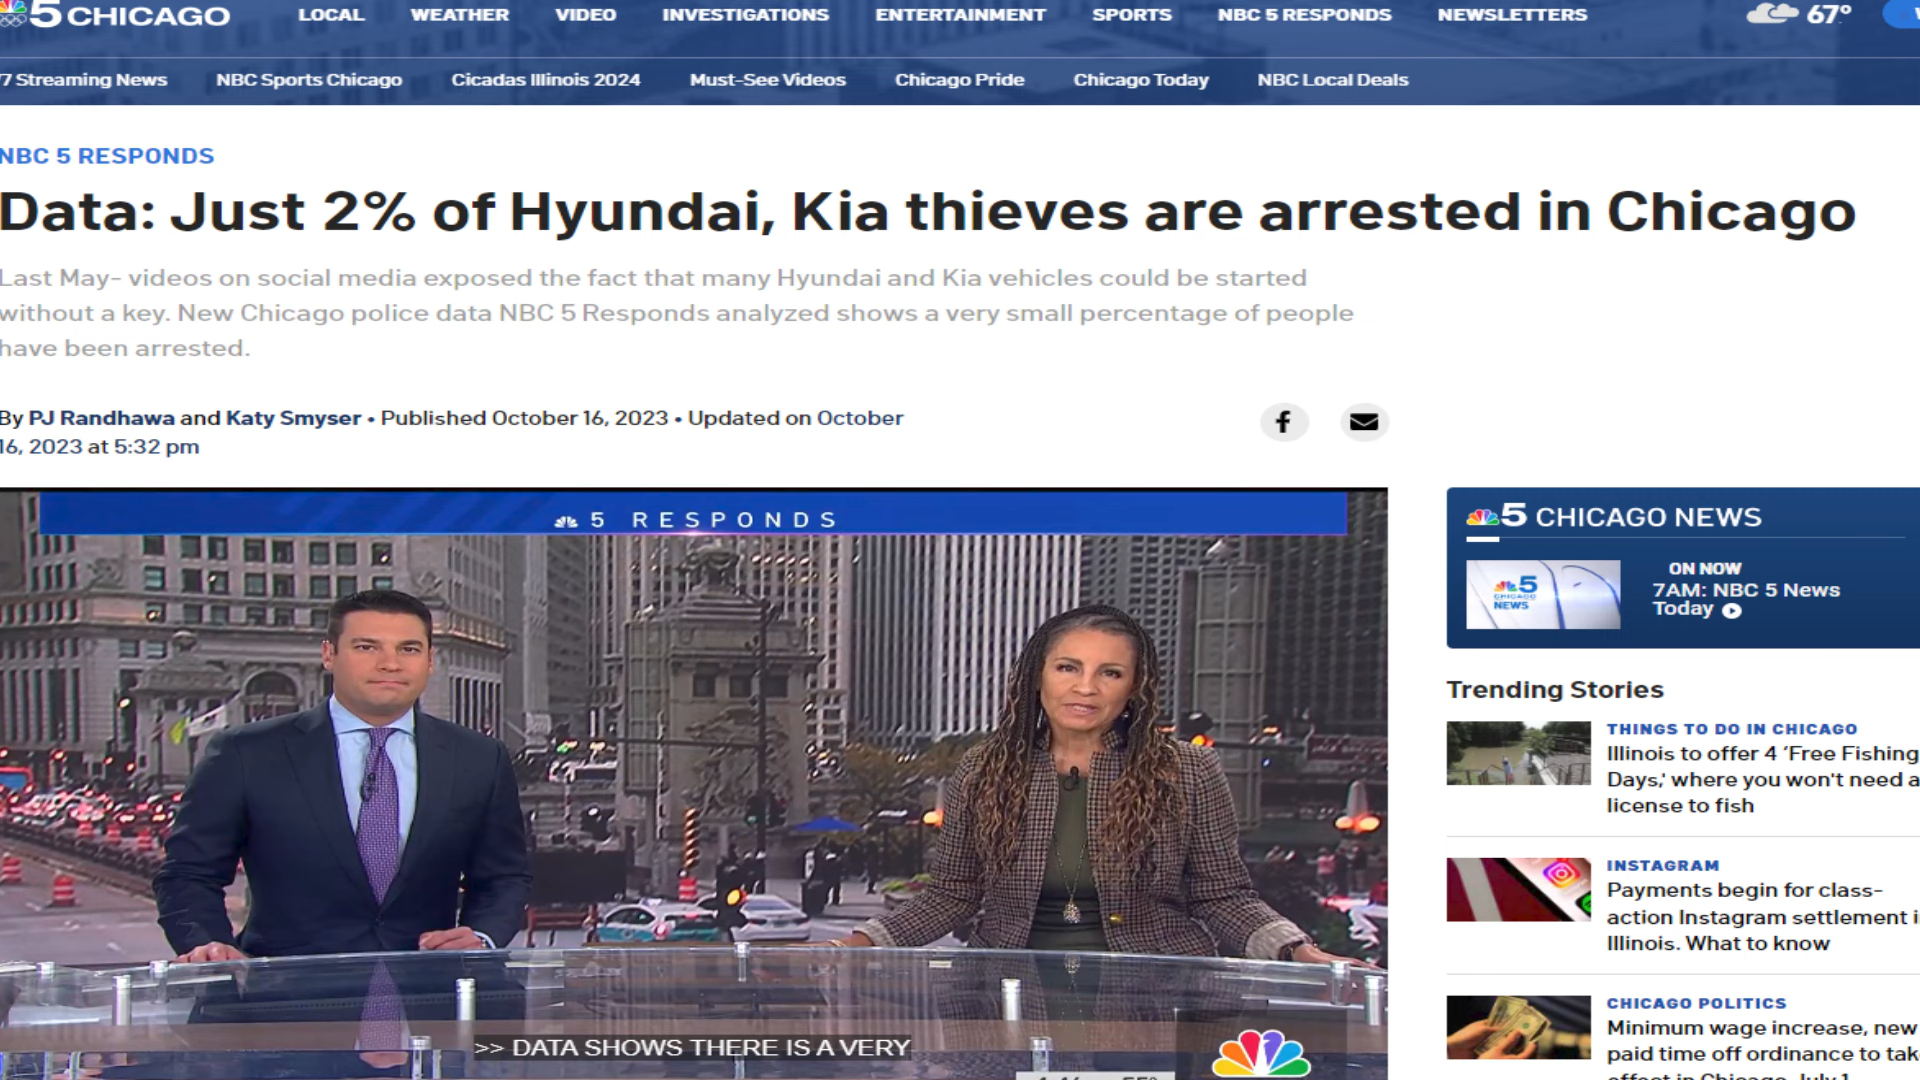 5 CHICAGO
LOCAL WEATHER VIDEO INVESTIGATIONS ENTERTAINMENT SPORTS NBC 5 RESPONDS NEWSLETTERS 67°
7 Streaming News NBC Sports Chicago Cicadas Illinois 2024 Must-See Videos Chicago Pride Chicago Today NBC Local Deals
NBC 5 RESPONDS
Data: Just 2% of Hyundai, Kia thieves are arrested in Chicago
Last May- videos on social media exposed the fact that many Hyundai and Kia vehicles could be started
without a key. New Chicago police data NBC 5 Responds analyzed shows a very small percentage of people
have been arrested.
By PJ Randhawa and Katy Smyser • Published October 16, 2023 • Updated on October
16, 2023 at 5:32 pm
5 RESPONDS
>> DATA SHOWS THERE IS A VERY
5 CHICAGO NEWS
5
CHICAGO
NEWS
ON NOW
7AM: NBC 5 News
Today
Trending Stories
THINGS TO DO IN CHICAGO
Illinois to offer 4 ‘Free Fishing
Days,' where you won't need a
license to fish
INSTAGRAM
Payments begin for class-
action Instagram settlement i
Illinois. What to know
CHICAGO POLITICS
Minimum wage increase, new
paid time off ordinance to tak
effect in Chicago July 1